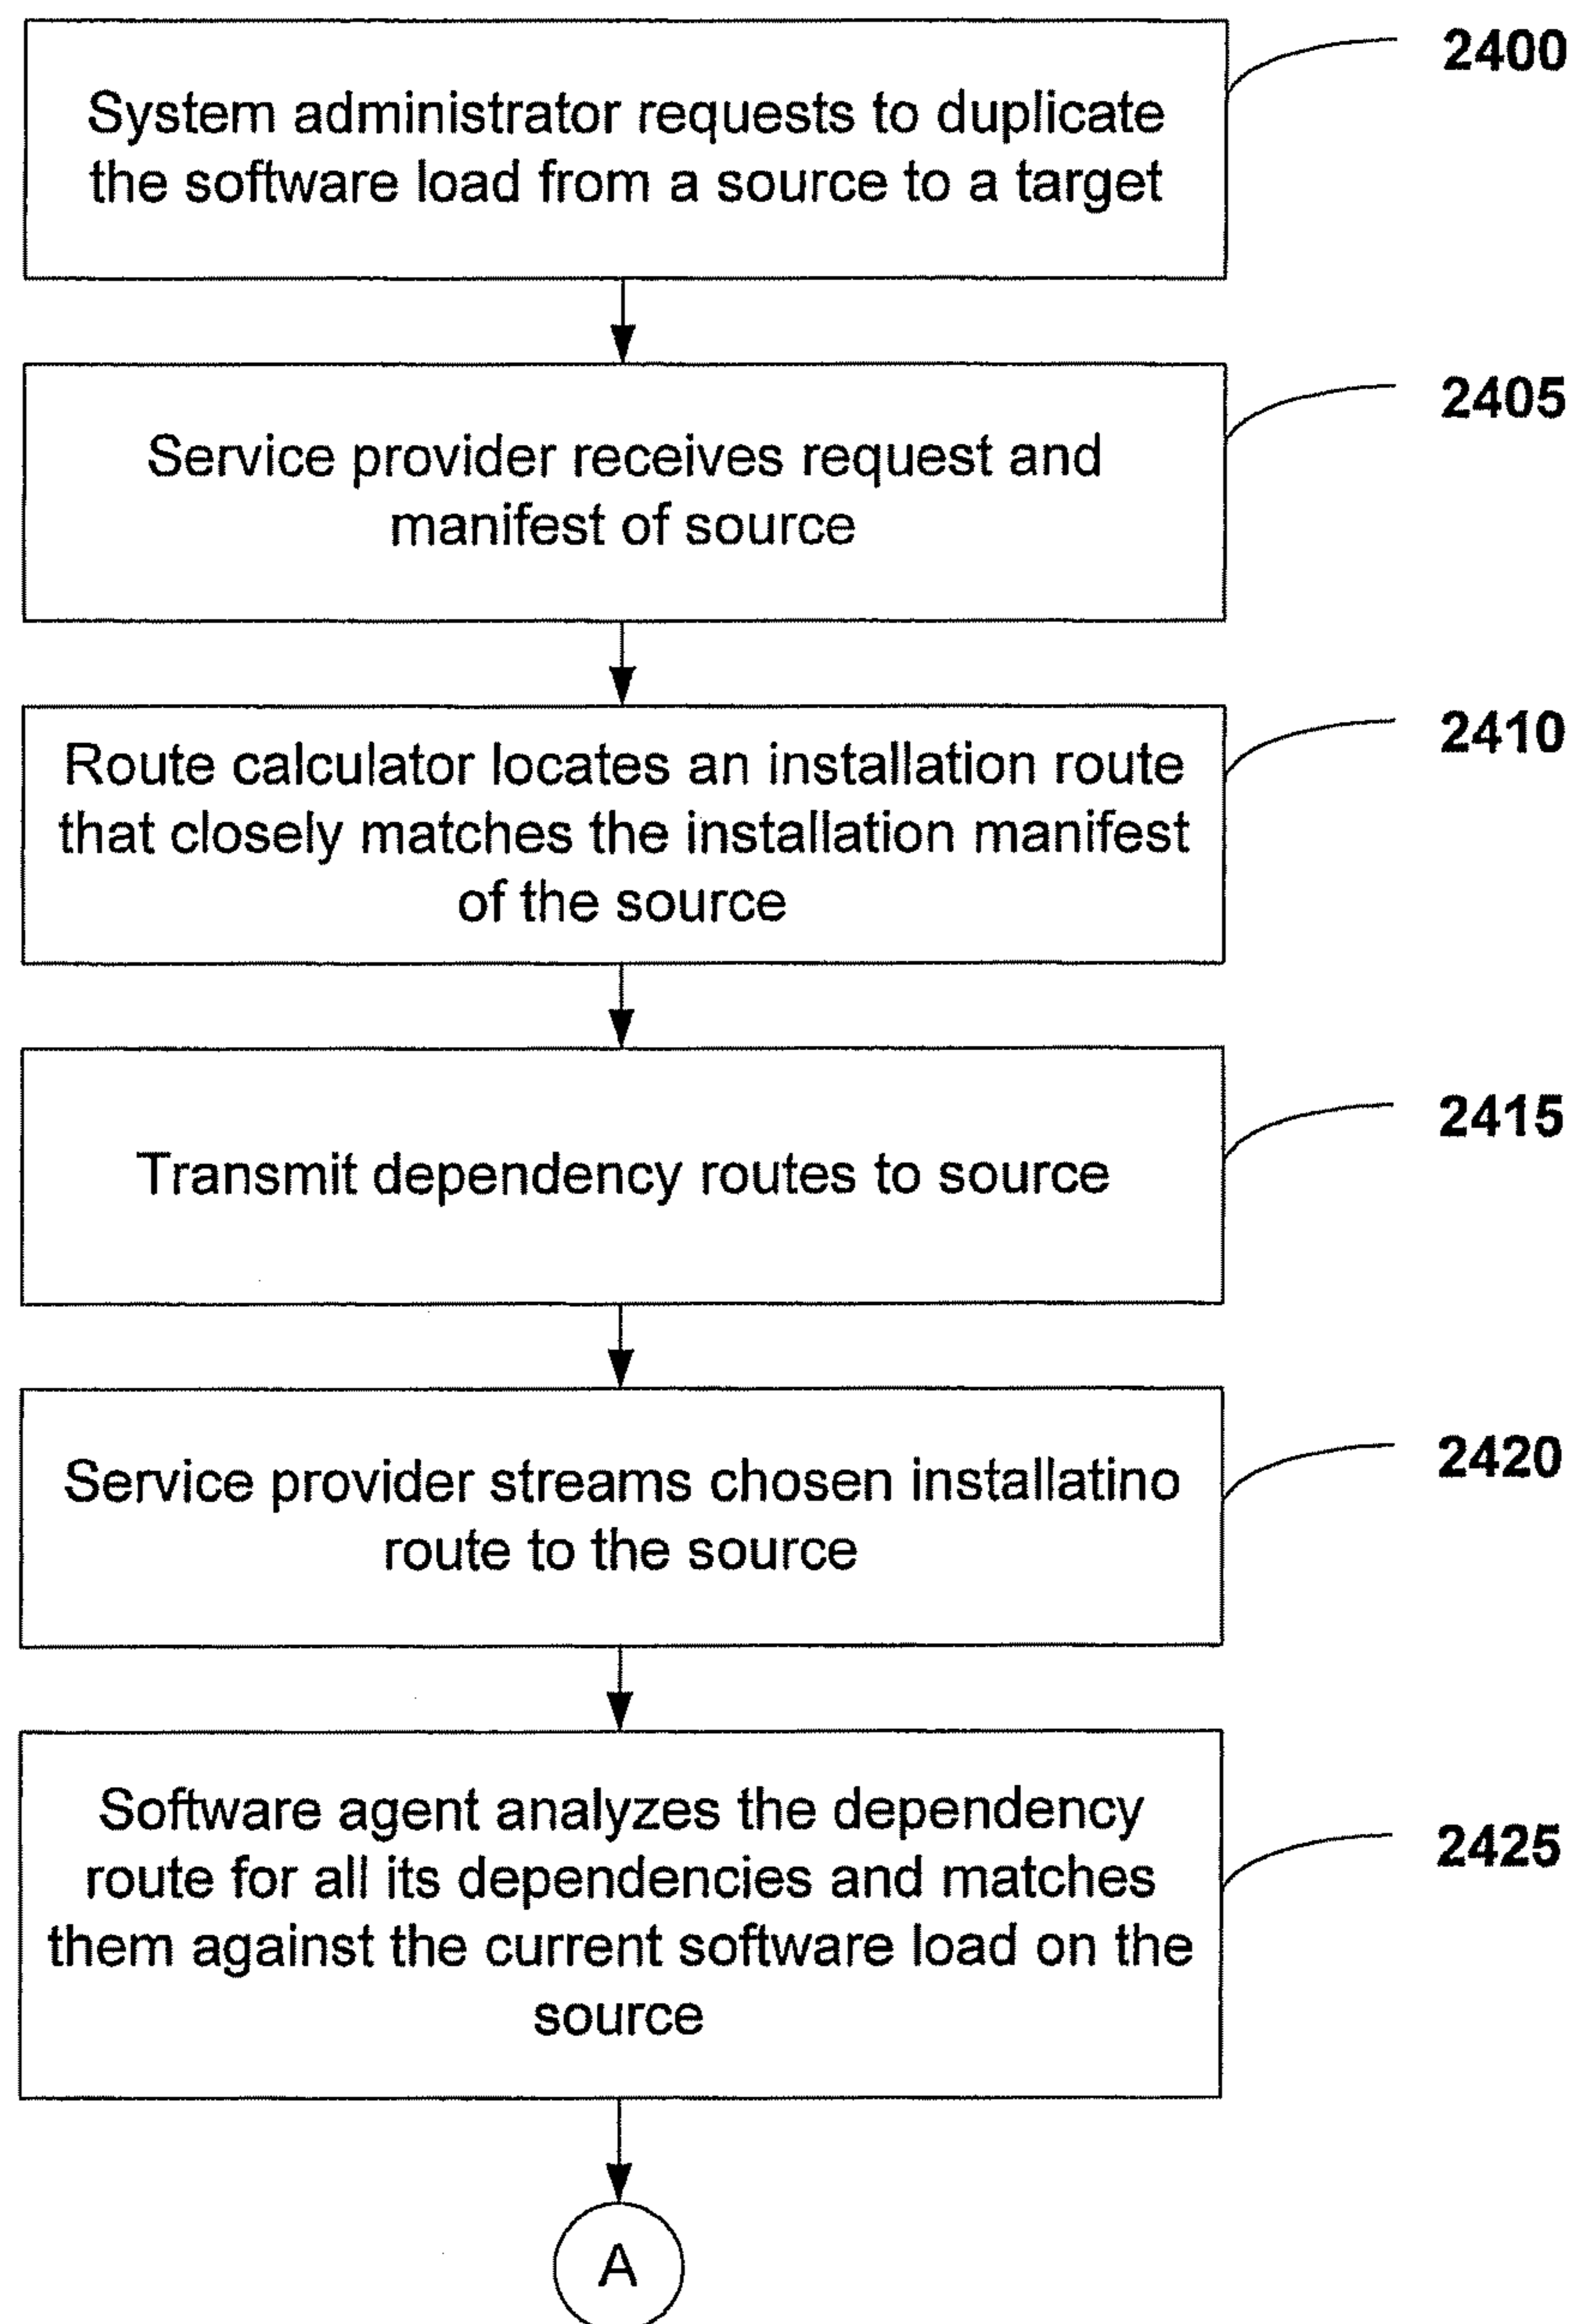 System administrator requests to duplicate
the software load from a source to a target
2400
Service provider receives request and
manifest of source
2405
Route calculator locates an installation route
that closely matches the installation manifest
of the source
2410
Transmit dependency routes to source
2415
Service provider streams chosen installatino
route to the source
2420
Software agent analyzes the dependency
route for all its dependencies and matches
them against the current software load on the
source
2425
A